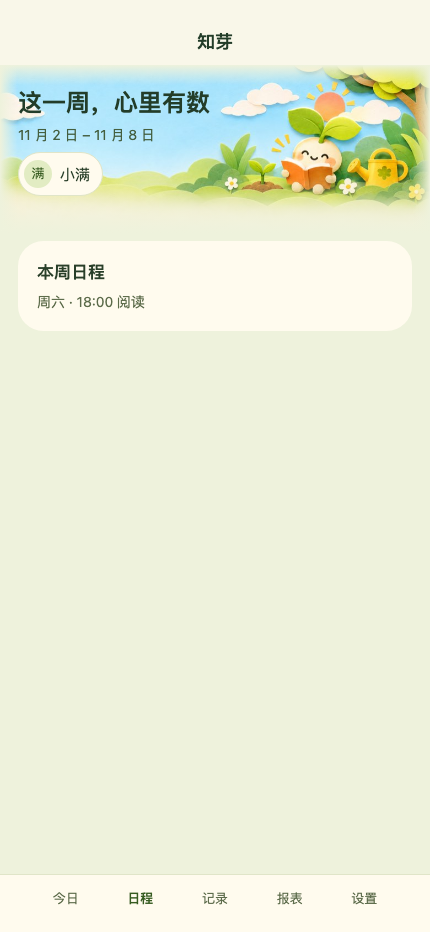 知芽
这一周，心里有数
11 月 2 日 – 11 月 8 日
满 小满
本周日程
周六 · 18:00 阅读
今日 日程 记录 报表 设置